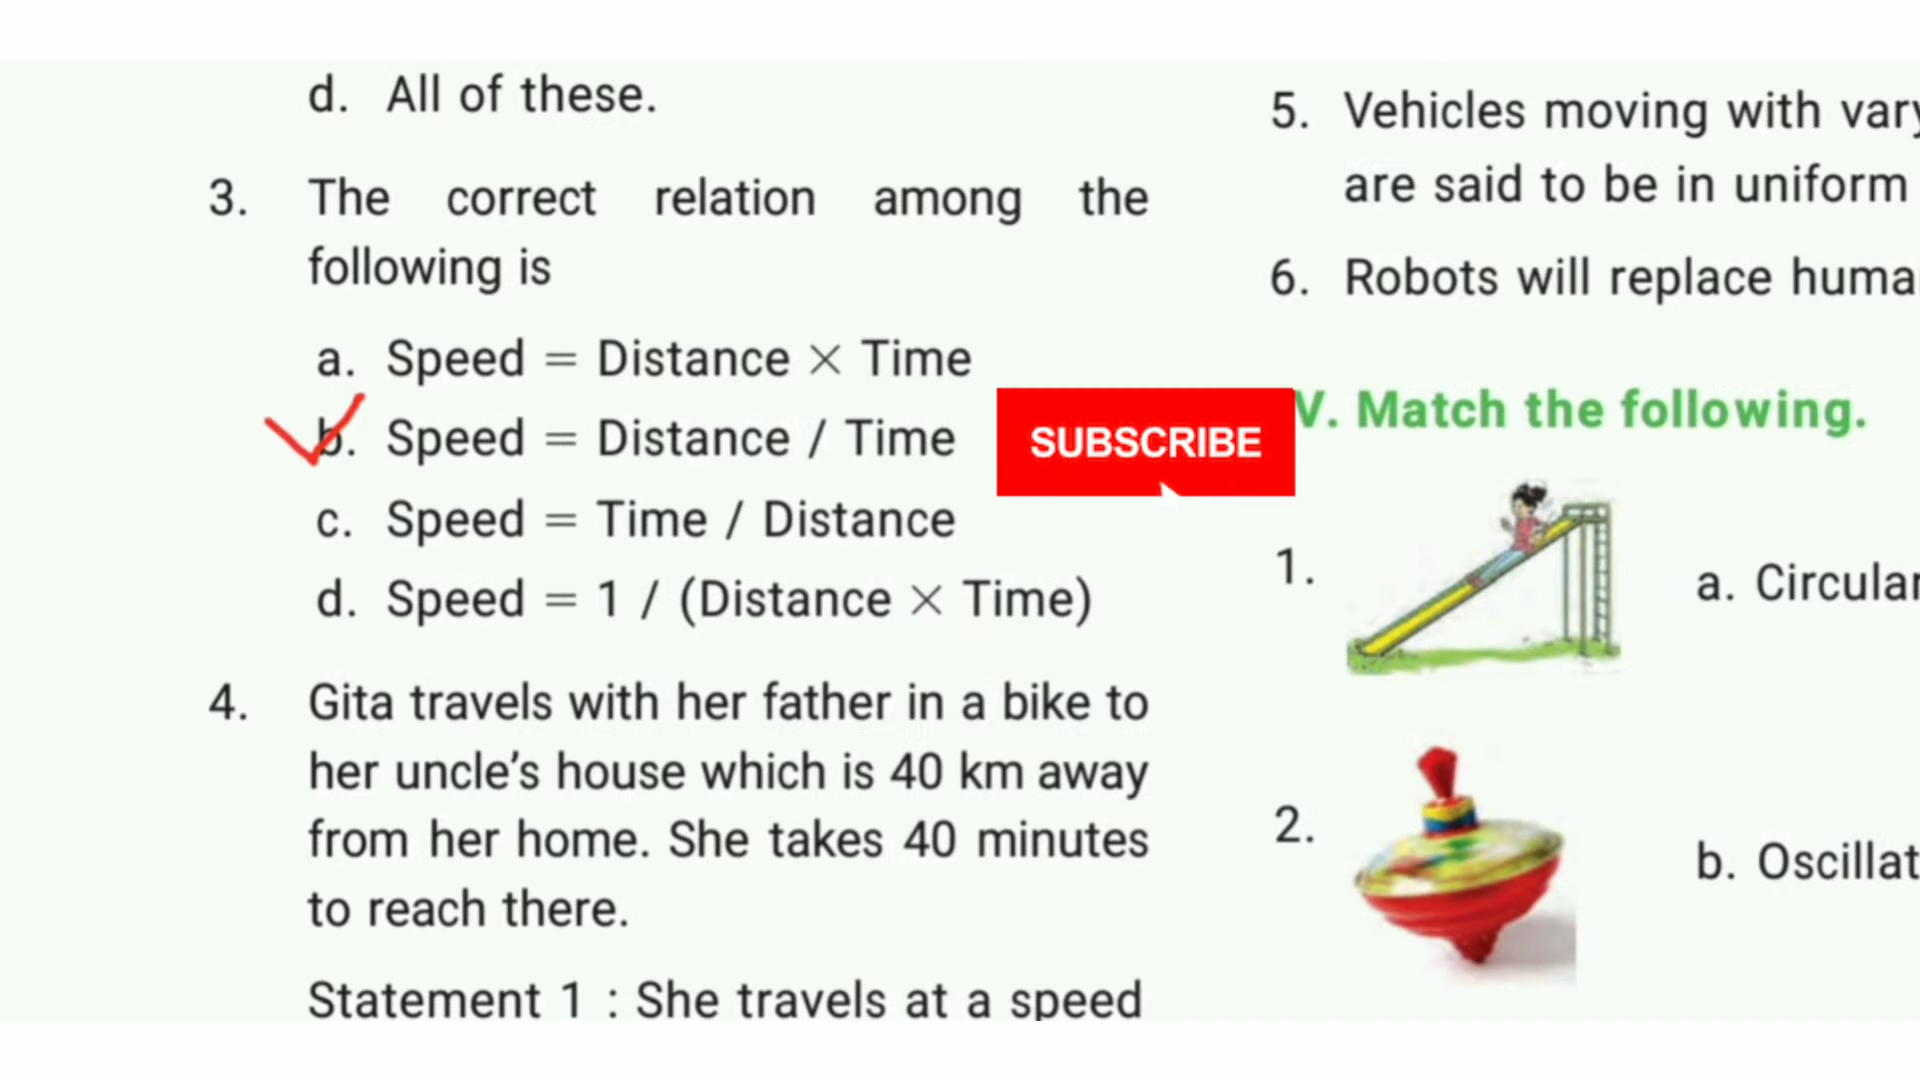 d. All of these.
3. The correct relation among the
following is
a. Speed = Distance × Time
b. Speed = Distance / Time
c. Speed = Time / Distance
d. Speed = 1 / (Distance × Time)
4. Gita travels with her father in a bike to
her uncle's house which is 40 km away
from her home. She takes 40 minutes
to reach there.
Statement 1 : She travels at a speed
SUBSCRIBE
5. Vehicles moving with
are said to be in uniform
6. Robots will replace
V. Match the following.
1.
a.
2.
b.